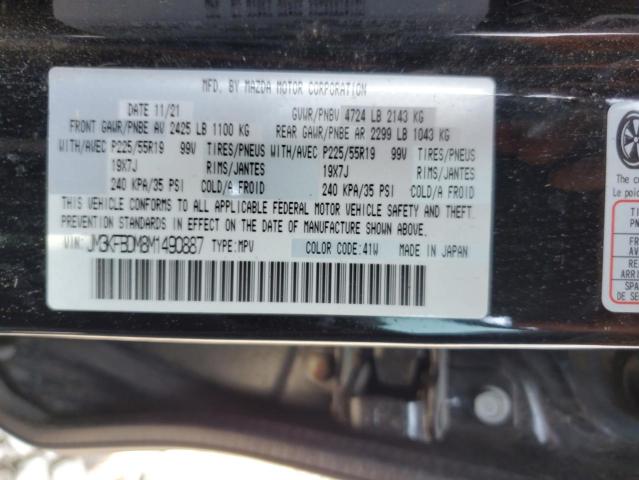 MFD. BY MAZDA MOTOR CORPORATION
DATE 11/21 GVWR/PNBV 4724 LB 2143 KG
FRONT GAWR/PNBE AV 2425 LB 1100 KG REAR GAWR/PNBE AR 2299 LB 1043 KG
WITH/AVEC P225/55R19 99V TIRES/PNEUS WITH/AVEC P225/55R19 99V TIRES/PNEUS
19X7J RIMS/JANTES 19X7J RIMS/JANTES
240 KPA/35 PSI COLD/A FROID 240 KPA/35 PSI COLD/A FROID
THIS VEHICLE CONFORMS TO ALL APPLICABLE FEDERAL MOTOR VEHICLE SAFETY AND THEFT
PREVENTION STANDARDS IN EFFECT ON THE DATE OF MANUFACTURE SHOWN ABOVE.
VIN: JM3KFBDM8M1490887 TYPE:MPV COLOR CODE:41W MADE IN JAPAN
The
Le
DE